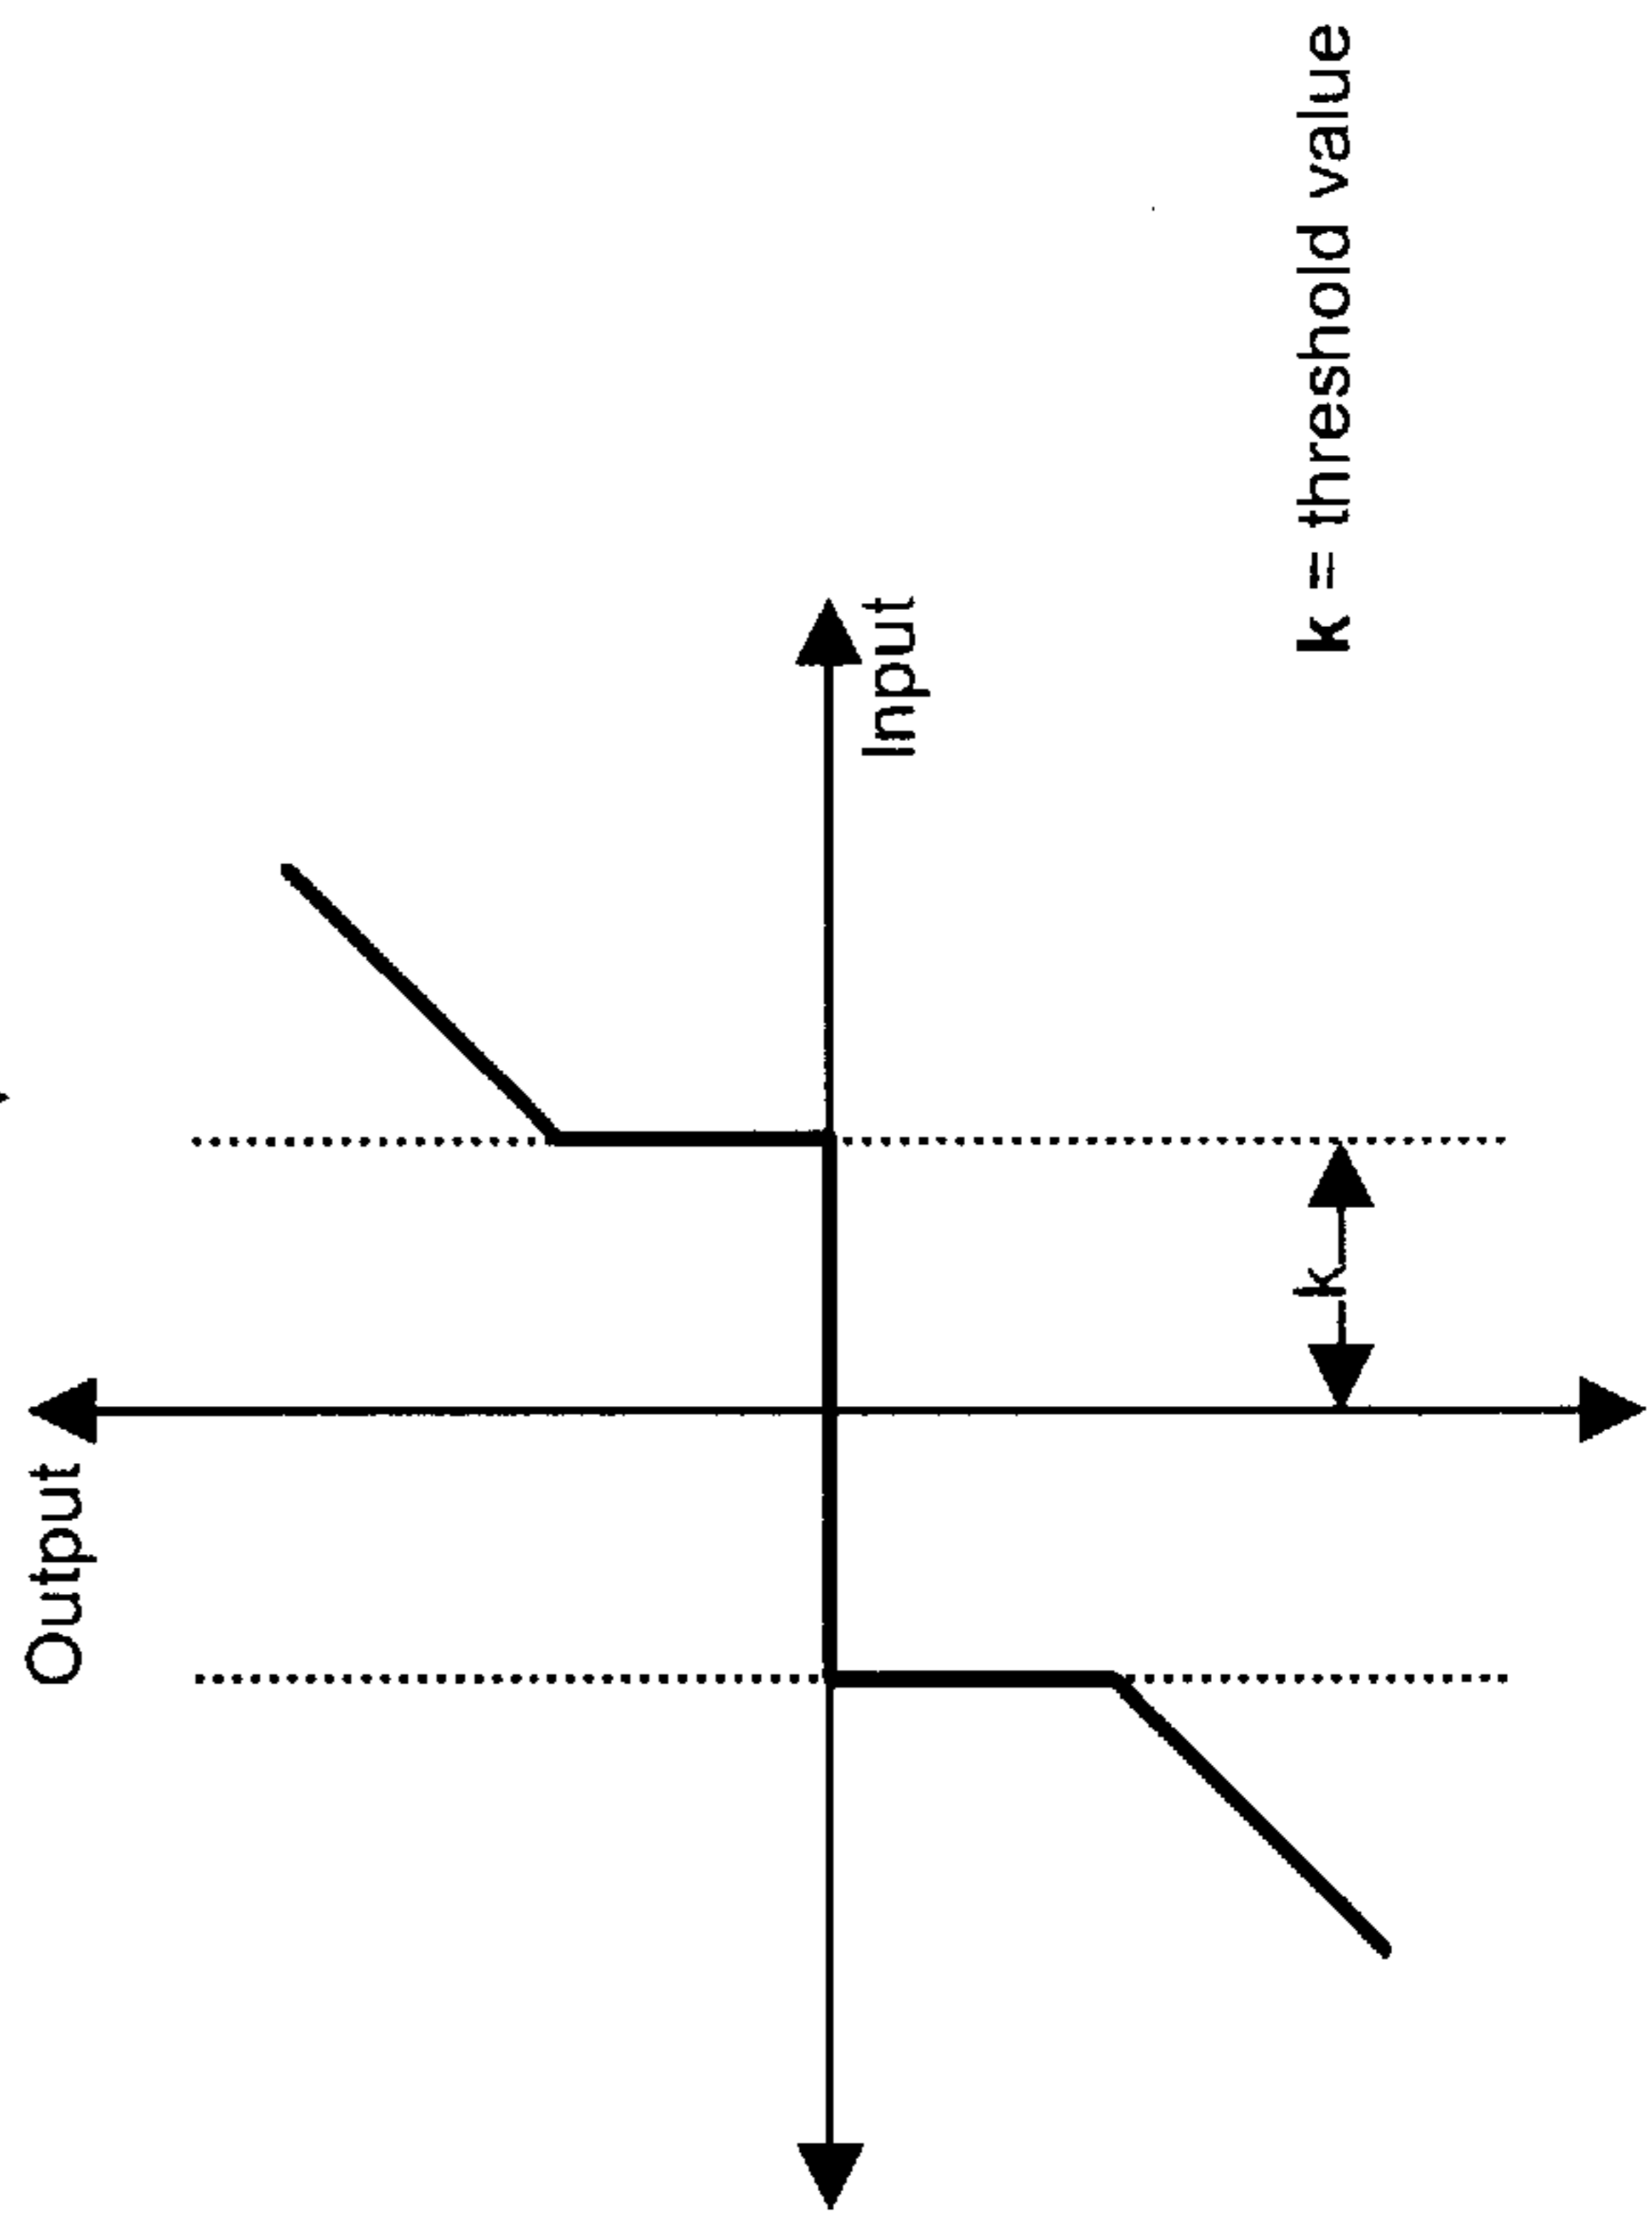 Output
Input
k
k = threshold value